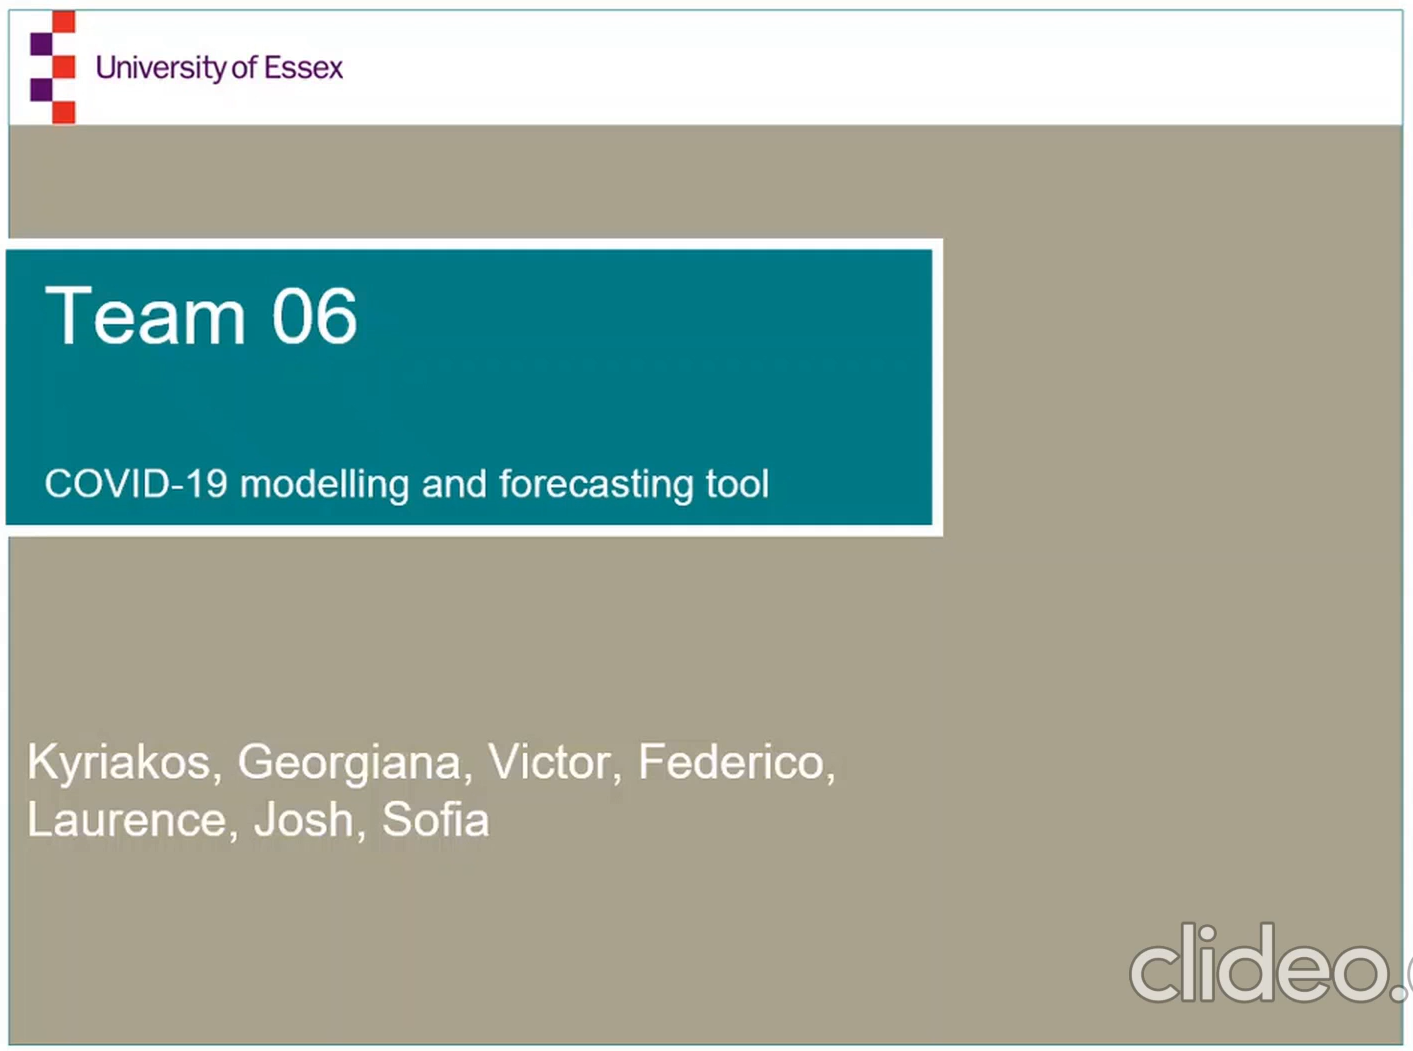 University of Essex
Team 06
COVID-19 modelling and forecasting tool
Kyriakos, Georgiana, Victor, Federico,
Laurence, Josh, Sofia
clideo.